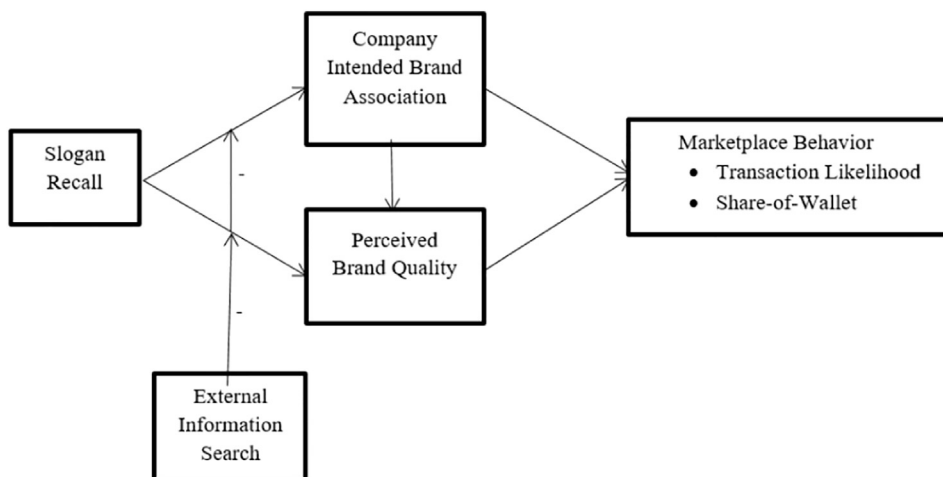 Company
Intended Brand
Association
Slogan
Recall
Marketplace Behavior
• Transaction Likelihood
• Share-of-Wallet
-
Perceived
Brand Quality
-
External
Information
Search